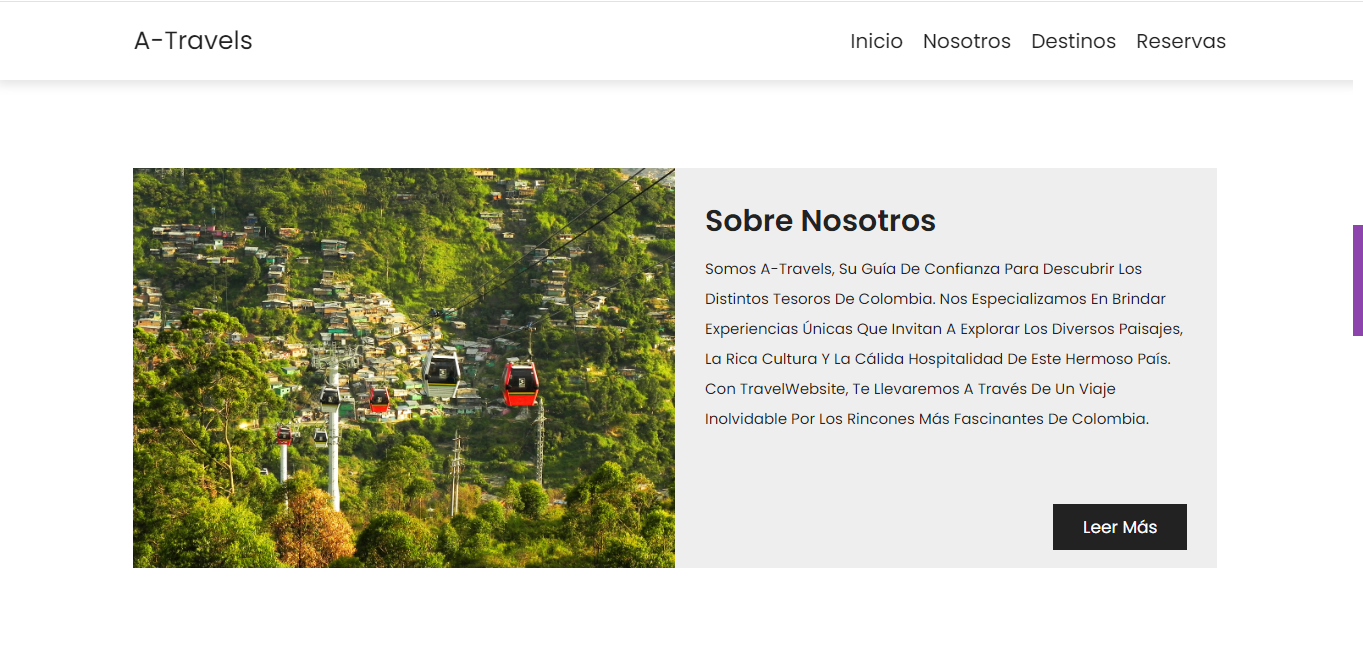 A-Travels
Inicio Nosotros Destinos Reservas
Sobre Nosotros
Somos A-Travels, Su Guía De Confianza Para Descubrir Los
Distintos Tesoros De Colombia. Nos Especializamos En Brindar
Experiencias Únicas Que Invitan A Explorar Los Diversos Paisajes,
La Rica Cultura Y La Cálida Hospitalidad De Este Hermoso País.
Con TravelWebsite, Te Llevaremos A Través De Un Viaje
Inolvidable Por Los Rincones Más Fascinantes De Colombia.
Leer Más